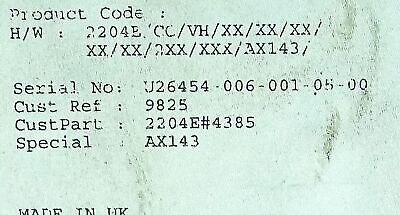 Product Code :
H/W : 2204E/CC/VH/XX/XX/XX/
XX/XX/2XX/XXX/AX143/
Serial No: U26454-006-001-05-00
Cust Ref : 9825
CustPart : 2204E#4385
Special : AX143
MADE IN UK